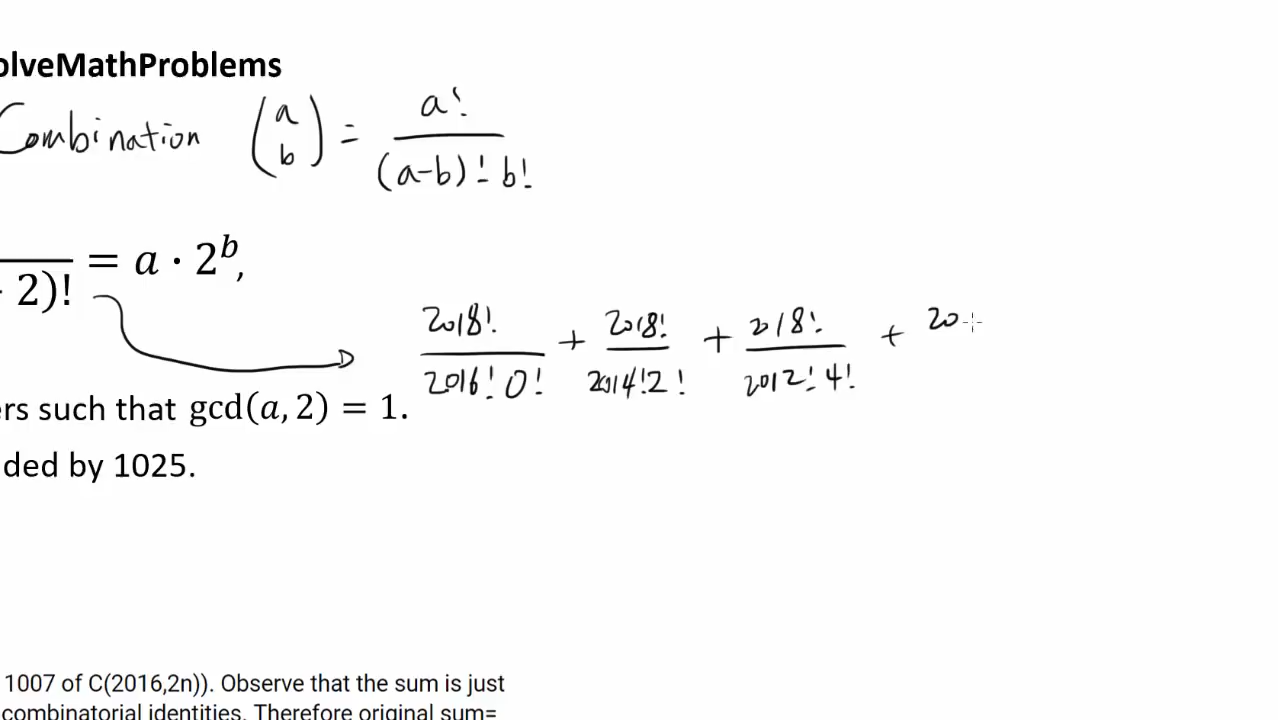 olveMathProblems
Combination (a b) = a! / (a-b)! b!
2)! = a · 2^b,
2018! / 2016! 0! + 2018! / 2014! 2! + 2018! / 2012! 4! + 20
ers such that gcd(a, 2) = 1.
ded by 1025.
1007 of C(2016,2n)). Observe that the sum is just
combinatorial identities. Therefore original sum=